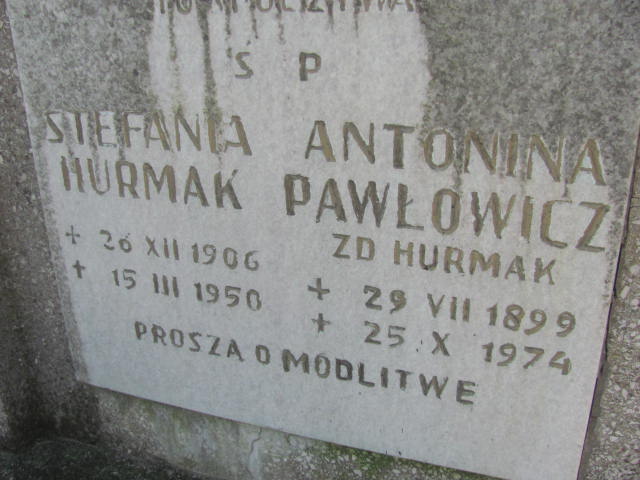 Ś P
STEFANIA HURMAK
+ 26 XII 1906
+ 15 III 1950
ANTONINA PAWŁOWICZ
ZD HURMAK
+ 29 VII 1899
+ 25 X 1974
PROSZA O MODLITWE